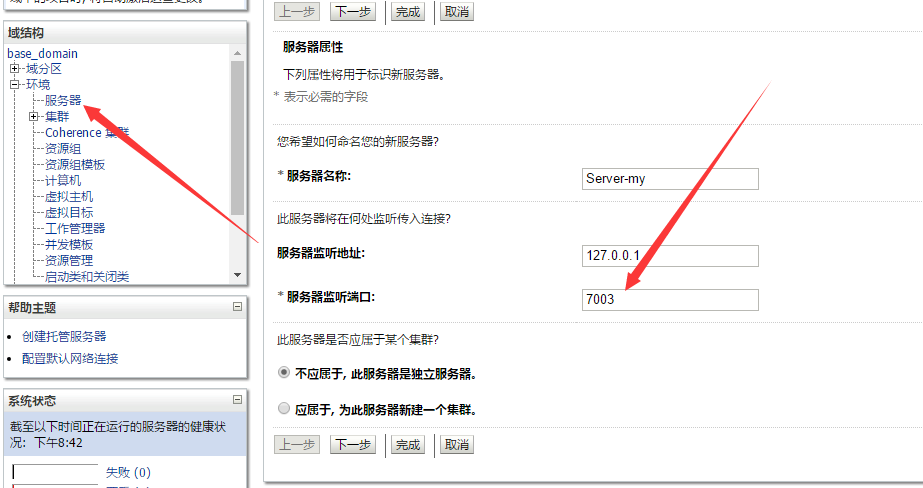 域结构
base_domain
域分区
环境
服务器
集群
Coherence 集群
资源组
资源组模板
计算机
虚拟主机
虚拟目标
工作管理器
并发模板
资源管理
启动类和关闭类
帮助主题
创建托管服务器
配置默认网络连接
系统状态
截至以下时间正在运行的服务器的健康状
况: 下午8:42
失败 (0)
上一步 下一步 完成 取消
服务器属性
下列属性将用于标识新服务器。
* 表示必需的字段
您希望如何命名您的新服务器?
* 服务器名称: Server-my
此服务器将在何处监听传入连接?
服务器监听地址: 127.0.0.1
* 服务器监听端口: 7003
此服务器是否应属于某个集群?
不应属于, 此服务器是独立服务器。
应属于, 为此服务器新建一个集群。
上一步 下一步 完成 取消